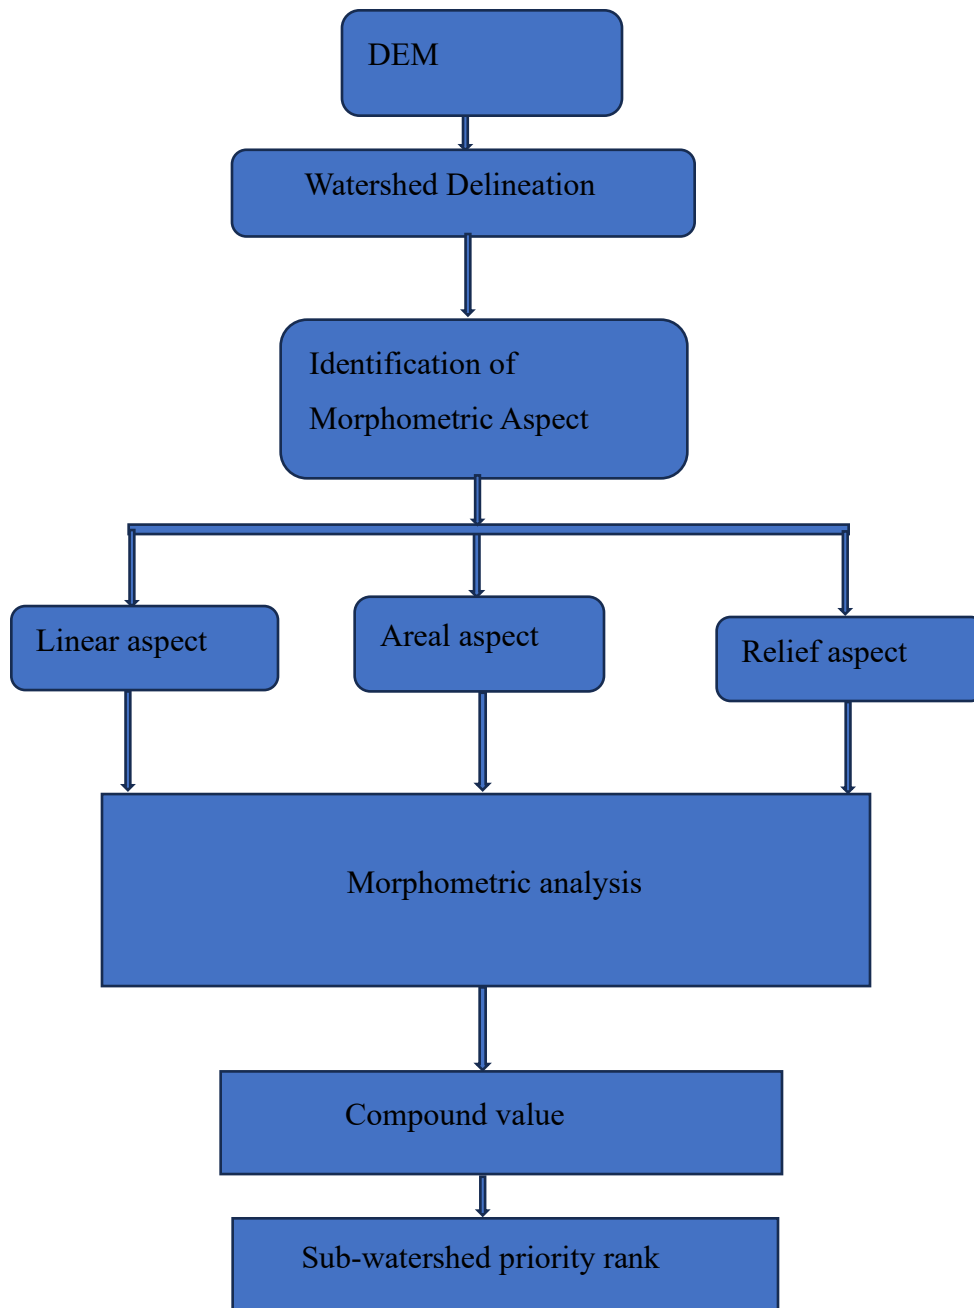 DEM
Watershed Delineation
Identification of
Morphometric Aspect
Linear aspect
Areal aspect
Relief aspect
Morphometric analysis
Compound value
Sub-watershed priority rank